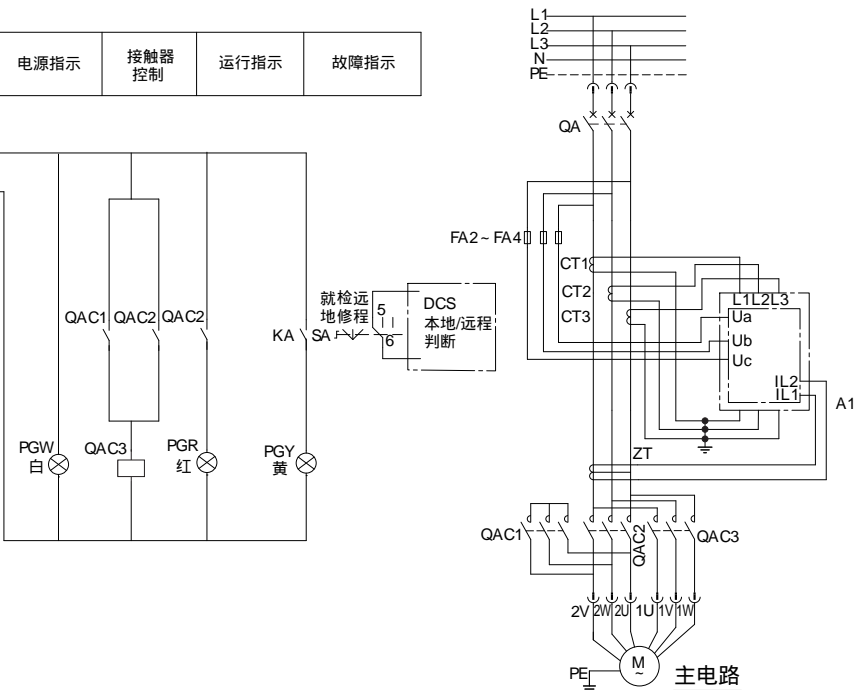 电源指示
接触器
控制
运行指示
故障指示
L1
L2
L3
N
PE
QA
FA2~FA4
CT1
CT2
CT3
L1L2L3
Ua
Ub
Uc
IL2
IL1
A1
就检远
地修程
5
6
DCS
本地/远程
判断
QAC1
QAC2
QAC2
KA
SA
PGW
白
QAC3
PGR
红
PGY
黄
ZT
QAC1
QAC2
QAC3
2V
2W
2U
1U
1V
1W
M
~
PE
主电路